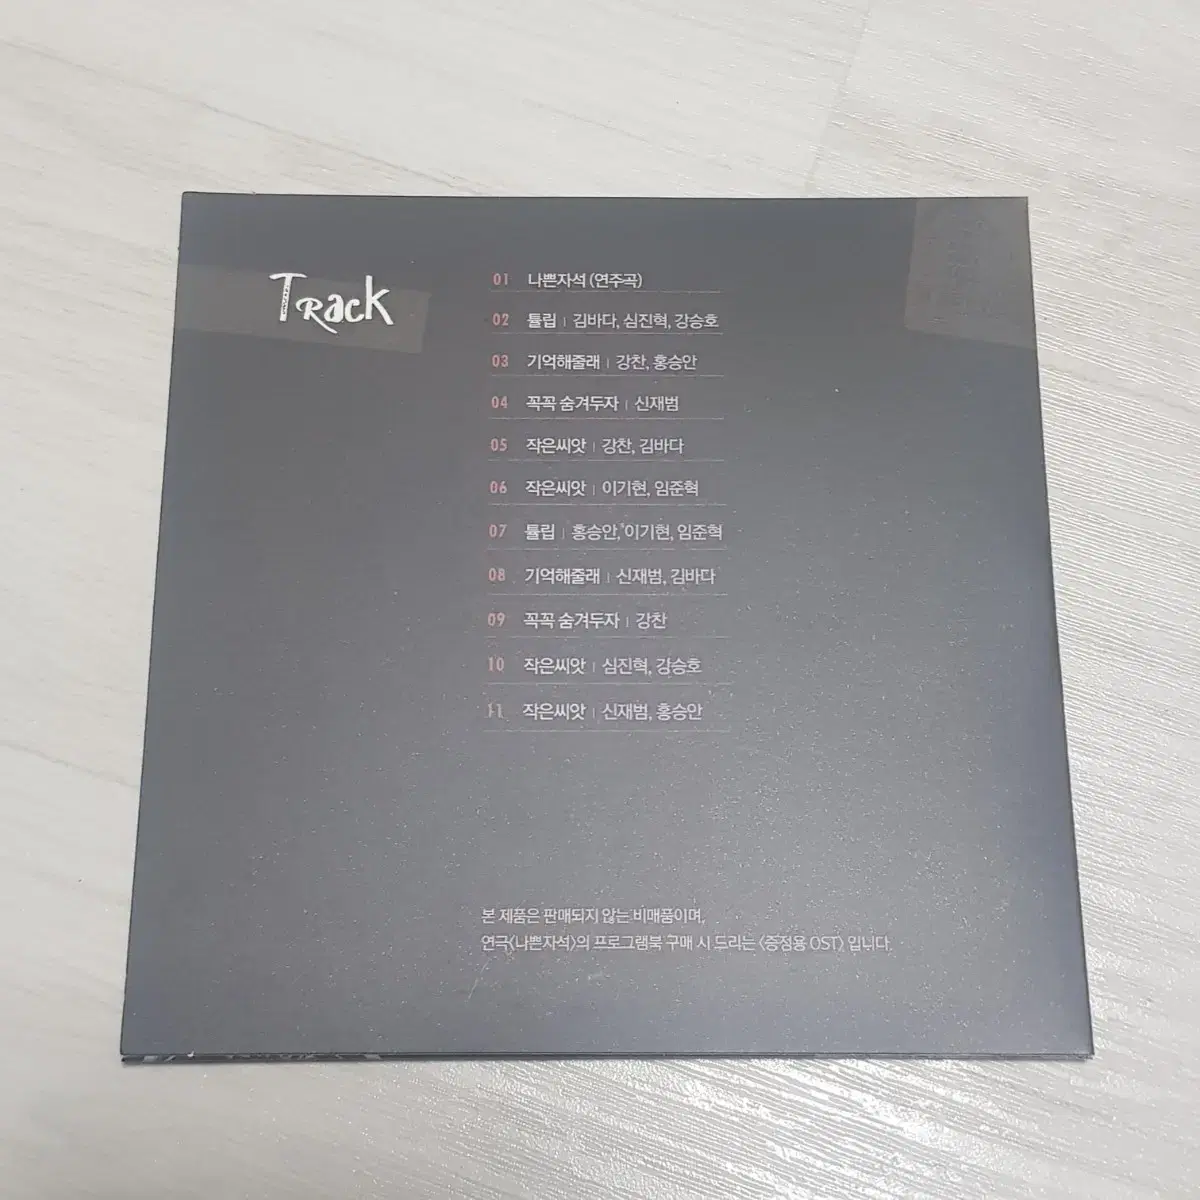 Track
01 나쁜자석 (연주곡)
02 튤립 | 김바다, 심진혁, 강승호
03 기억해줄래 | 강찬, 홍승안
04 꼭꼭 숨겨두자 | 신재범
05 작은씨앗 | 강찬, 김바다
06 작은씨앗 | 이기현, 임준혁
07 튤립 | 홍승안, 이기현, 임준혁
08 기억해줄래 | 신재범, 김바다
09 꼭꼭 숨겨두자 | 강찬
10 작은씨앗 | 심진혁, 강승호
11 작은씨앗 | 신재범, 홍승안
본 제품은 판매되지 않는 비매품이며,
연극<나쁜자석>의 프로그램북 구매 시 드리는 <증정용 OST> 입니다.